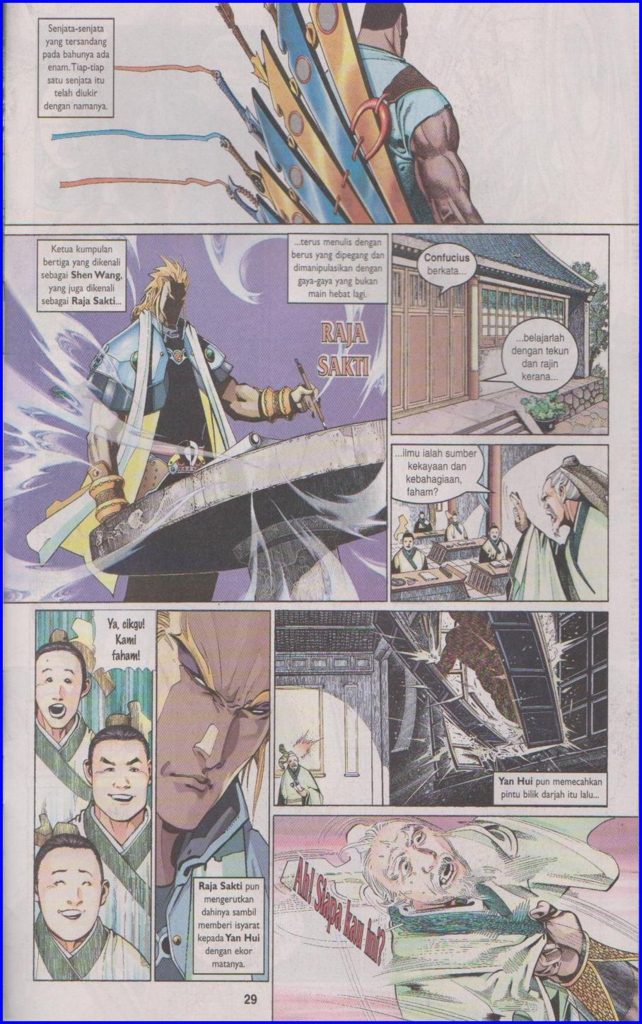 Senjata-senjata
yang tersandang
pada bahunya ada
enam. Tiap-tiap
satu senjata itu
telah diukir
dengan namanya.
Ketua kumpulan
bertiga yang dikenali
sebagai Shen Wang,
yang juga dikenali
sebagai Raja Sakti...
...terus menulis dengan
berus yang dipegang dan
dimanipulasikan dengan
gaya-gaya yang bukan
main hebat lagi.
RAJA
SAKTI
Confucius
berkata...
...belajarlah
dengan tekun
dan rajin
kerana...
...ilmu ialah sumber
kekayaan dan
kebahagiaan,
faham?
Ya, cikgu!
Kami
faham!
Raja Sakti pun
mengerutkan
dahinya sambil
memberi isyarat
kepada Yan Hui
dengan ekor
matanya.
Yan Hui pun memecahkan
pintu bilik darjah itu lalu...
Ah! Siapa kau ini?
29